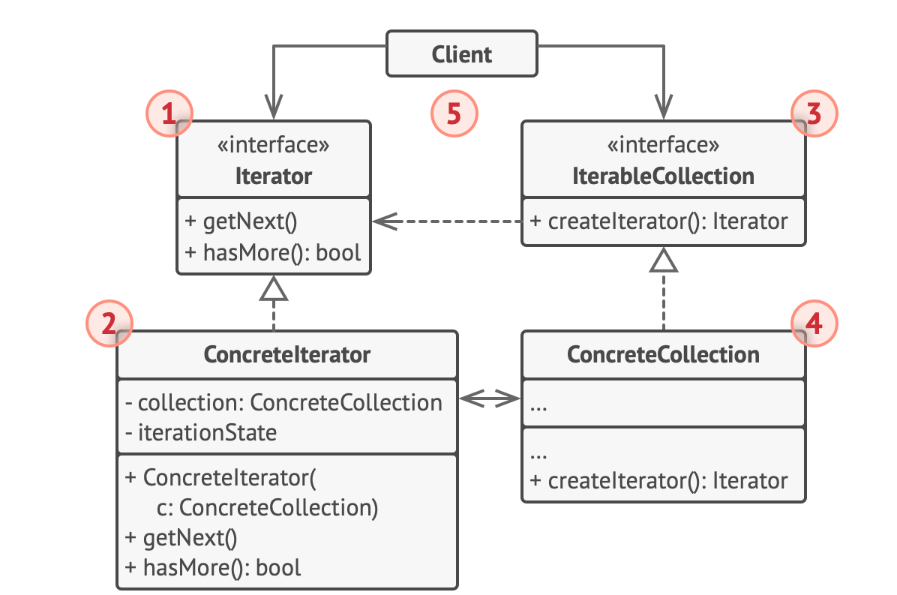 Client
1
5
3
«interface»
Iterator
+ getNext()
+ hasMore(): bool
«interface»
IterableCollection
+ createIterator(): Iterator
2
ConcreteIterator
- collection: ConcreteCollection
- iterationState
+ ConcreteIterator(
c: ConcreteCollection)
+ getNext()
+ hasMore(): bool
4
ConcreteCollection
...
...
+ createIterator(): Iterator